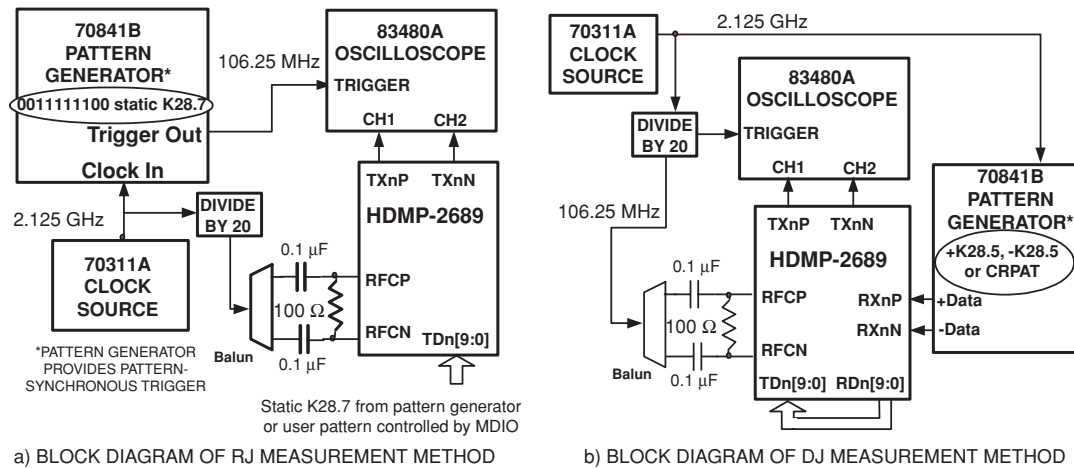 70841B
PATTERN
GENERATOR*
0011111100 static K28.7
Trigger Out
Clock In
106.25 MHz
83480A
OSCILLOSCOPE
TRIGGER
CH1 CH2
TXnP TXnN
HDMP-2689
2.125 GHz
DIVIDE
BY 20
70311A
CLOCK
SOURCE
0.1 µF
100 Ω
Balun
0.1 µF
RFCP
RFCN
TDn[9:0]
*PATTERN GENERATOR
PROVIDES PATTERN-
SYNCHRONOUS TRIGGER
Static K28.7 from pattern generator
or user pattern controlled by MDIO
a) BLOCK DIAGRAM OF RJ MEASUREMENT METHOD
70311A
CLOCK
SOURCE
2.125 GHz
83480A
OSCILLOSCOPE
DIVIDE
BY 20
TRIGGER
CH1 CH2
106.25 MHz
TXnP TXnN
HDMP-2689
70841B
PATTERN
GENERATOR*
+K28.5, -K28.5
or CRPAT
0.1 µF
100 Ω
Balun
0.1 µF
RFCP
RFCN
RXnP
+Data
RXnN
-Data
TDn[9:0] RDn[9:0]
b) BLOCK DIAGRAM OF DJ MEASUREMENT METHOD